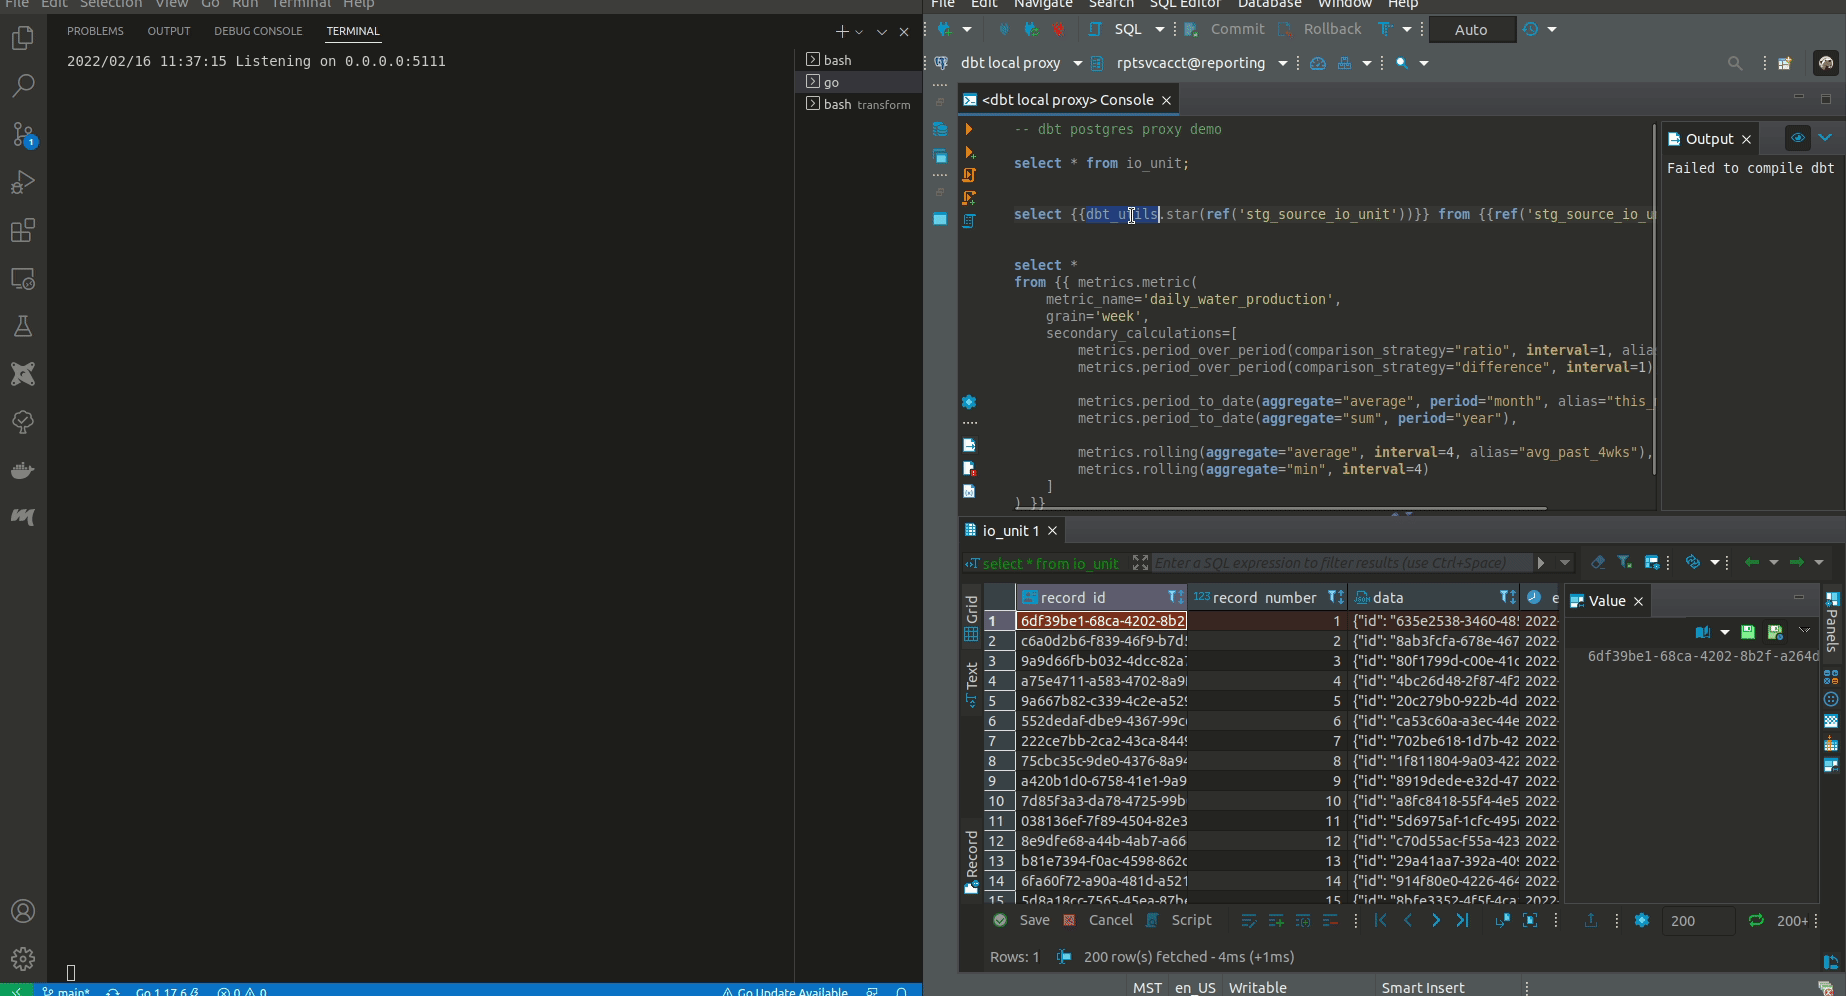 File Edit Selection View Go Run Terminal Help
PROBLEMS OUTPUT DEBUG CONSOLE TERMINAL
2022/02/16 11:37:15 Listening on 0.0.0.0:5111
bash
go
bash transform
1
main* Go 1.17.6 0 0 Go Update Available
File Edit Navigate Search SQL Editor Database Window Help
SQL Commit Rollback Auto
dbt local proxy rptsvcacct@reporting
<dbt local proxy> Console
-- dbt postgres proxy demo
select * from io_unit;
select {{dbt_utils.star(ref('stg_source_io_unit'))}} from {{ref('stg_source_io_u
select *
from {{ metrics.metric(
metric_name='daily_water_production',
grain='week',
secondary_calculations=[
metrics.period_over_period(comparison_strategy="ratio", interval=1, alia
metrics.period_over_period(comparison_strategy="difference", interval=1)
metrics.period_to_date(aggregate="average", period="month", alias="this_
metrics.period_to_date(aggregate="sum", period="year"),
metrics.rolling(aggregate="average", interval=4, alias="avg_past_4wks"),
metrics.rolling(aggregate="min", interval=4)
]
) }}
Output
Failed to compile dbt
io_unit 1
select * from io_unit Enter a SQL expression to filter results (use Ctrl+Space)
Grid
Text
Record
record_id 123 record_number data e
1 6df39be1-68ca-4202-8b2 1 {"id": "635e2538-3460-48 2022-
2 c6a0d2b6-f839-46f9-b7d 2 {"id": "8ab3fcfa-678e-467 2022-
3 9a9d66fb-b032-4dcc-82a 3 {"id": "80f1799d-c00e-41c 2022-
4 a75e4711-a583-4702-8a9 4 {"id": "4bc26d48-2f87-4f2 2022-
5 9a667b82-c339-4c2e-a529 5 {"id": "20c279b0-922b-4d 2022-
6 552dedaf-dbe9-4367-99c 6 {"id": "ca53c60a-a3ec-44e 2022-
7 222ce7bb-2ca2-43ca-8449 7 {"id": "702be618-1d7b-42 2022-
8 75cbc35c-9de0-4376-8a94 8 {"id": "1f811804-9a03-422 2022-
9 a420b1d0-6758-41e1-9a9 9 {"id": "8919dede-e32d-47 2022-
10 7d85f3a3-da78-4725-99b 10 {"id": "a8fc8418-55f4-4e5 2022-
11 038136ef-7f89-4504-82e3 11 {"id": "5d6975af-1cfc-495 2022-
12 8e9dfe68-a44b-4ab7-a66 12 {"id": "c70d55ac-f55a-423 2022-
13 b81e7394-f0ac-4598-862c 13 {"id": "29a41aa7-392a-409 2022-
14 6fa60f72-a90a-481d-a521 14 {"id": "914f80e0-4226-464 2022-
15 5d8a18cc-7565-45ea-87be 15 {"id": "8bfe3352-4f5f-4ca 2022-
Value
6df39be1-68ca-4202-8b2f-a264d
Panels
Save Cancel Script 200 200+
Rows: 1 200 row(s) fetched - 4ms (+1ms)
MST en_US Writable Smart Insert